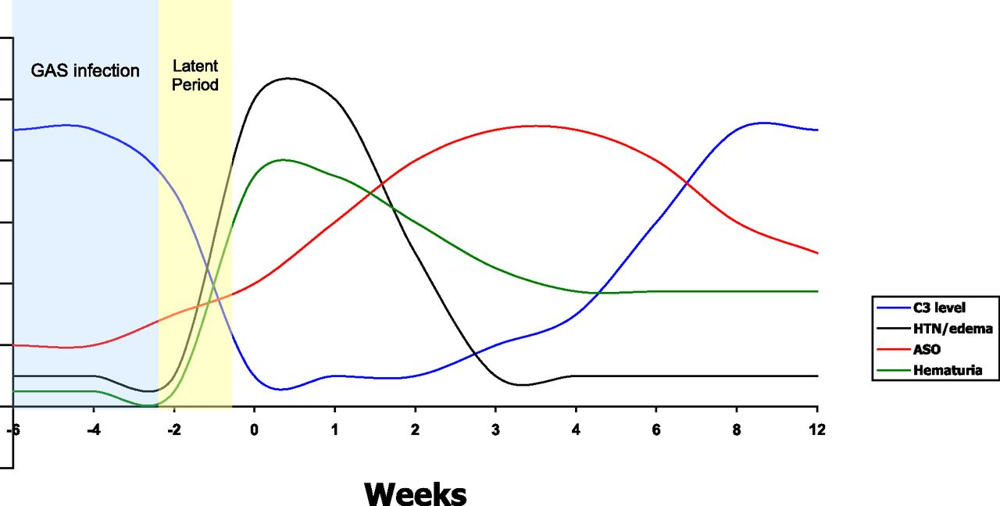 GAS infection
Latent
Period
-6 -4 -2 0 1 2 3 4 6 8 12
Weeks
C3 level
HTN/edema
ASO
Hematuria